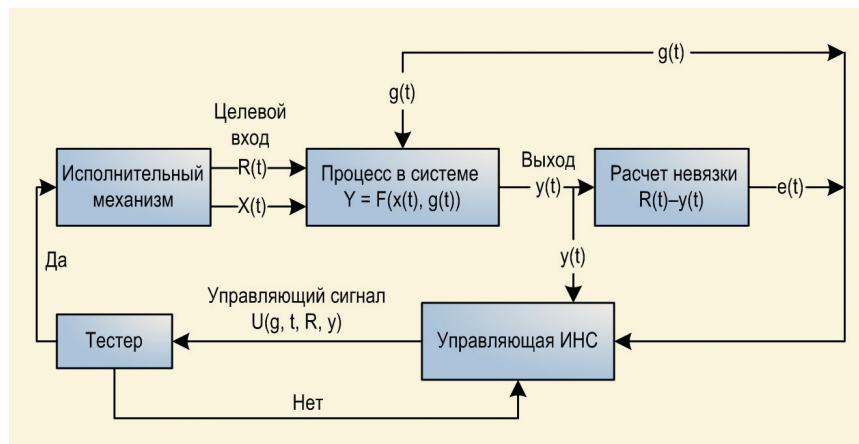 g(t)
g(t)
Целевой
вход
Исполнительный
механизм
R(t)
X(t)
Процесс в системе
Y = F(x(t), g(t))
Выход
y(t)
Расчет невязки
R(t)–y(t)
e(t)
y(t)
Да
Управляющий сигнал
U(g, t, R, y)
Тестер
Управляющая ИНС
Нет